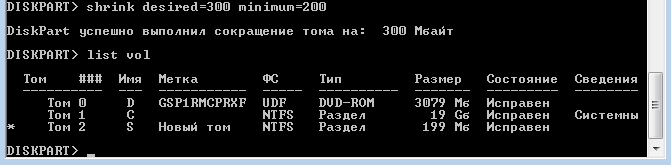 DISKPART> shrink desired=300 minimum=200
DiskPart успешно выполнил сокращение тома на: 300 Мбайт
DISKPART> list vol
Том ### Имя Метка ФС Тип Размер Состояние Сведения
Том 0 D GSP1RMCPRXF UDF DVD-ROM 3079 Мб Исправен
Том 1 C NTFS Раздел 19 Gб Исправен Системны
* Том 2 S Новый том NTFS Раздел 199 Мб Исправен
DISKPART> _